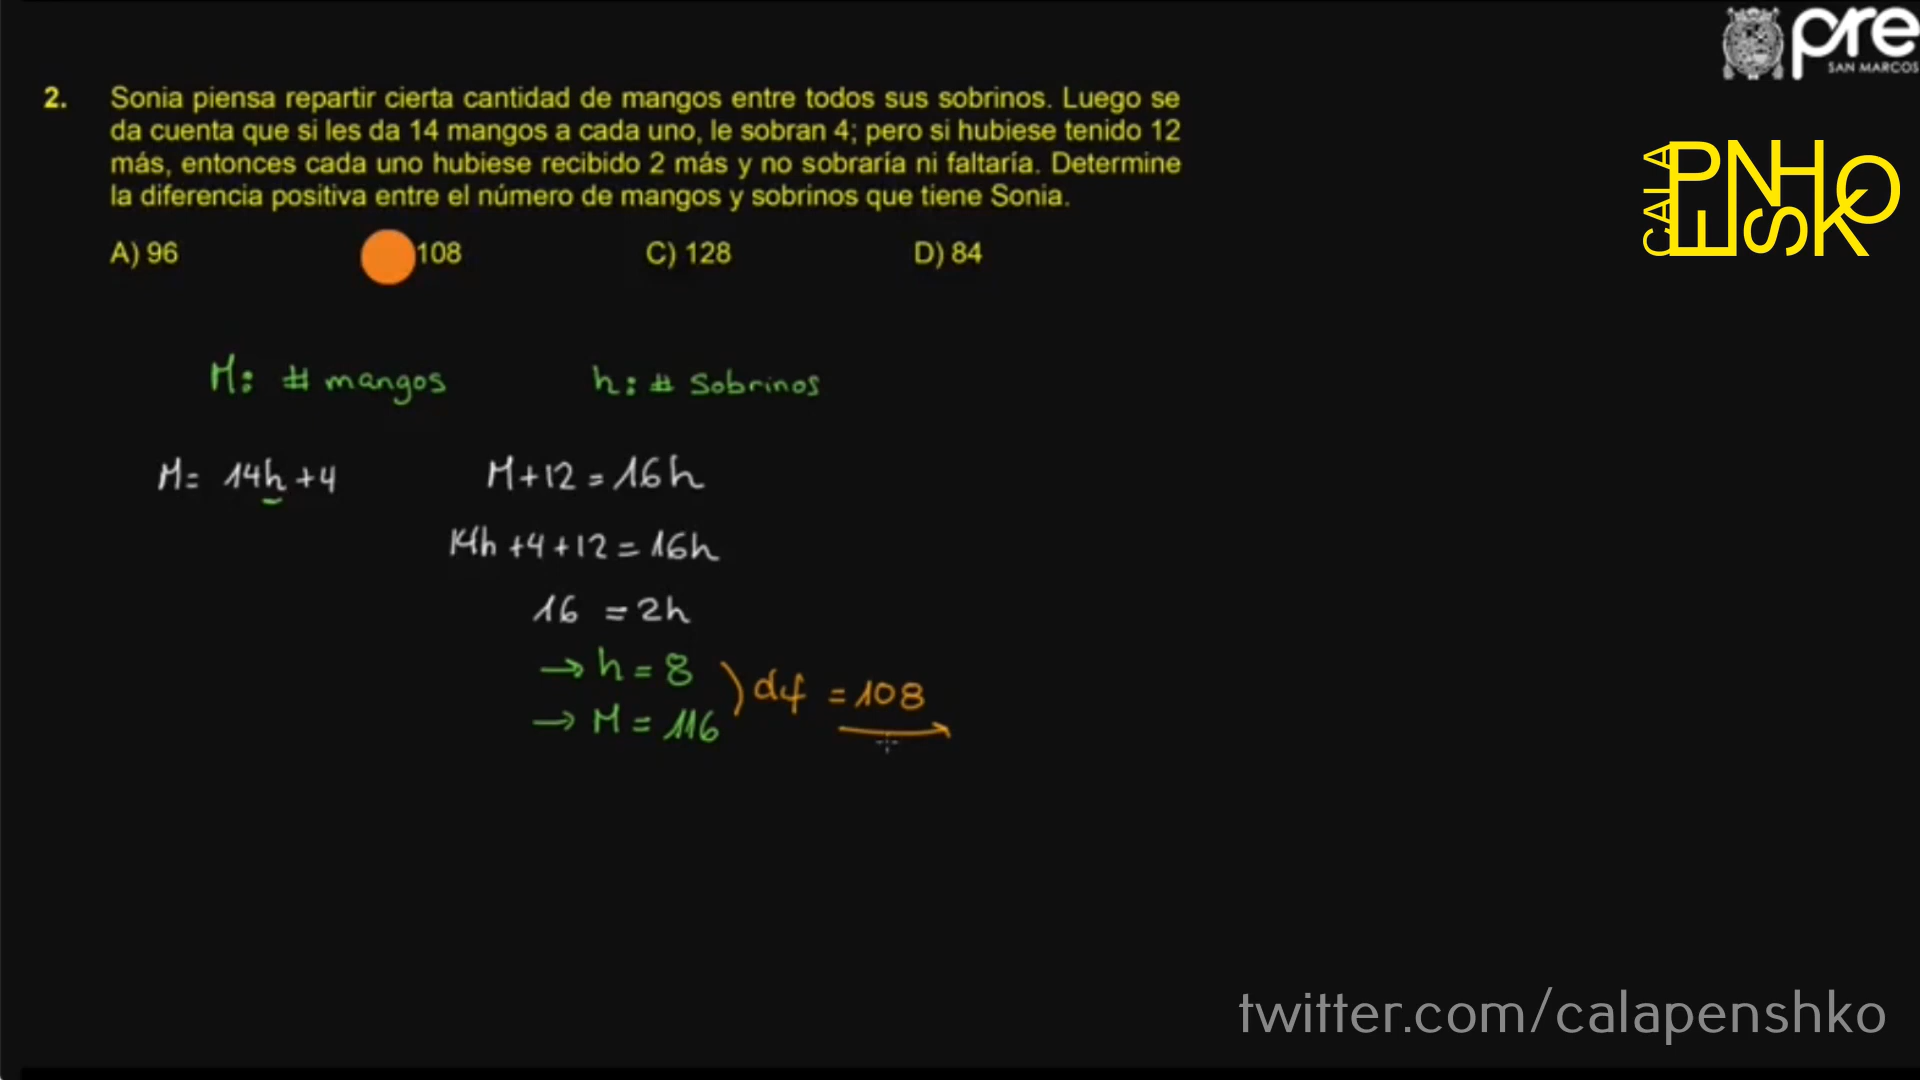 pre
SAN MARCOS
2. Sonia piensa repartir cierta cantidad de mangos entre todos sus sobrinos. Luego se
da cuenta que si les da 14 mangos a cada uno, le sobran 4; pero si hubiese tenido 12
más, entonces cada uno hubiese recibido 2 más y no sobraría ni faltaría. Determine
la diferencia positiva entre el número de mangos y sobrinos que tiene Sonia.
CALA PENSHKO
A) 96 108 C) 128 D) 84
M: # mangos h: # Sobrinos
M= 14h +4 M+12 = 16h
14h +4+12 = 16h
16 = 2h
→ h = 8
→ M = 116
) dif = 108
twitter.com/calapenshko